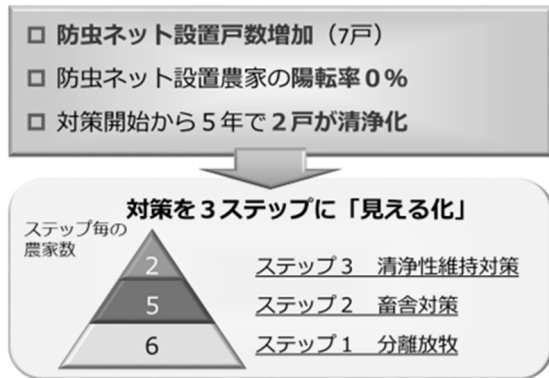 □ 防虫ネット設置戸数増加（7戸）
□ 防虫ネット設置農家の陽転率０％
□ 対策開始から５年で２戸が清浄化
対策を３ステップに「見える化」
ステップ毎の
農家数
2 ステップ３ 清浄性維持対策
5 ステップ２ 畜舎対策
6 ステップ１ 分離放牧